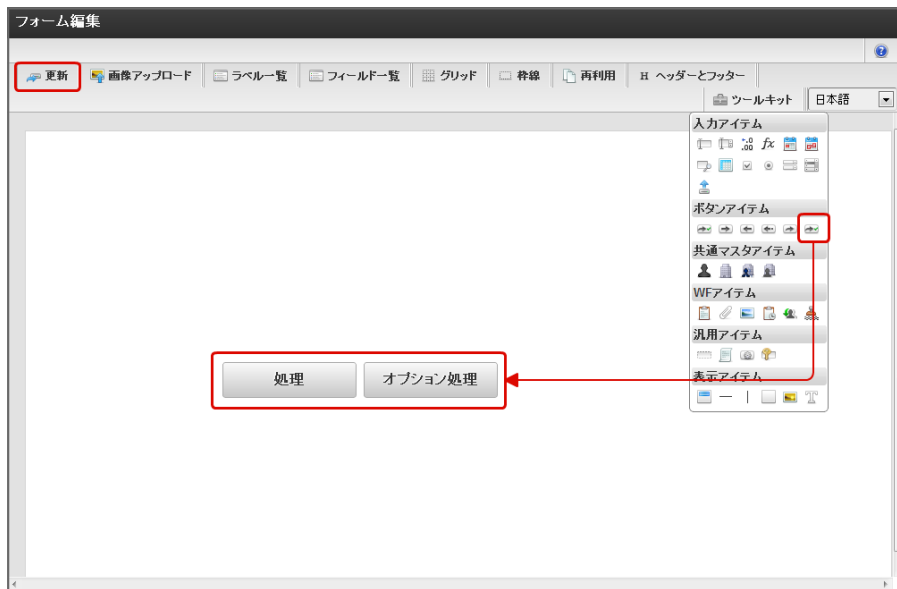 フォーム編集
更新 画像アップロード ラベル一覧 フィールド一覧 グリッド 枠線 再利用 H ヘッダーとフッター
ツールキット 日本語
入力アイテム
ボタンアイテム
共通マスタアイテム
WFアイテム
汎用アイテム
表示アイテム
処理 オプション処理